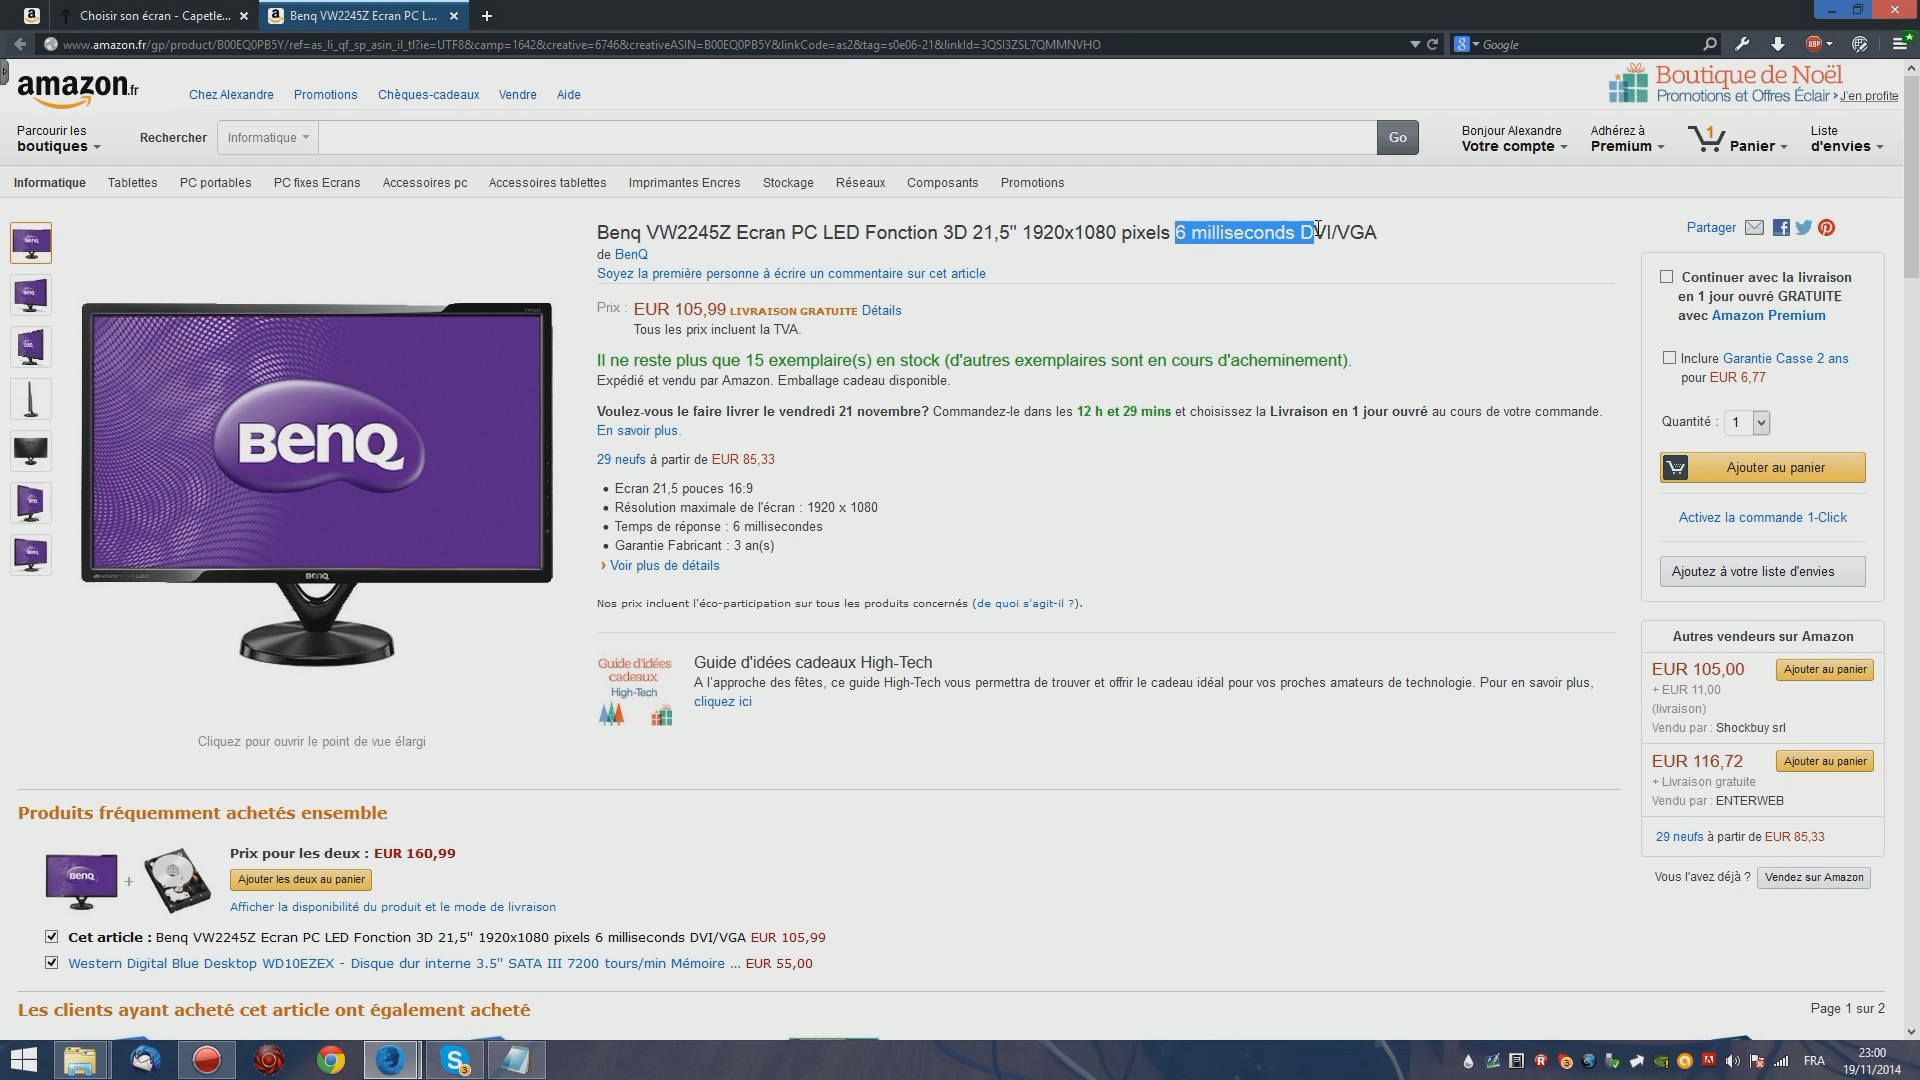 Choisir son écran - Capetle...
Benq VW2245Z Ecran PC L...
www.amazon.fr/gp/product/B00EQ0PB5Y/ref=as_li_qf_sp_asin_il_tl?ie=UTF8&camp=1642&creative=6746&creativeASIN=B00EQ0PB5Y&linkCode=as2&tag=s0e06-21&linkId=3QSI3ZSL7QMMNVHO
Google
ABP
amazon.fr
Chez Alexandre Promotions Chèques-cadeaux Vendre Aide
Boutique de Noël
Promotions et Offres Éclair › J'en profite
Parcourir les
boutiques
Rechercher Informatique Go
Bonjour Alexandre
Votre compte
Adhérez à
Premium
1 Panier
Liste
d'envies
Informatique Tablettes PC portables PC fixes Ecrans Accessoires pc Accessoires tablettes Imprimantes Encres Stockage Réseaux Composants Promotions
Benq VW2245Z Ecran PC LED Fonction 3D 21,5" 1920x1080 pixels 6 milliseconds DVI/VGA
de BenQ
Soyez la première personne à écrire un commentaire sur cet article
Prix : EUR 105,99 LIVRAISON GRATUITE Détails
Tous les prix incluent la TVA.
Il ne reste plus que 15 exemplaire(s) en stock (d'autres exemplaires sont en cours d'acheminement).
Expédié et vendu par Amazon. Emballage cadeau disponible.
Voulez-vous le faire livrer le vendredi 21 novembre? Commandez-le dans les 12 h et 29 mins et choisissez la Livraison en 1 jour ouvré au cours de votre commande.
En savoir plus.
29 neufs à partir de EUR 85,33
• Ecran 21,5 pouces 16:9
• Résolution maximale de l'écran : 1920 x 1080
• Temps de réponse : 6 millisecondes
• Garantie Fabricant : 3 an(s)
› Voir plus de détails
Nos prix incluent l'éco-participation sur tous les produits concernés (de quoi s'agit-il ?).
Guide d'idées
cadeaux
High-Tech
Guide d'idées cadeaux High-Tech
A l'approche des fêtes, ce guide High-Tech vous permettra de trouver et offrir le cadeau idéal pour vos proches amateurs de technologie. Pour en savoir plus,
cliquez ici
BenQ
BenQ
Cliquez pour ouvrir le point de vue élargi
Partager
Continuer avec la livraison
en 1 jour ouvré GRATUITE
avec Amazon Premium
Inclure Garantie Casse 2 ans
pour EUR 6,77
Quantité : 1
Ajouter au panier
Activez la commande 1-Click
Ajoutez à votre liste d'envies
Autres vendeurs sur Amazon
EUR 105,00 Ajouter au panier
+ EUR 11,00
(livraison)
Vendu par : Shockbuy srl
EUR 116,72 Ajouter au panier
+ Livraison gratuite
Vendu par : ENTERWEB
29 neufs à partir de EUR 85,33
Vous l'avez déjà ? Vendez sur Amazon
Produits fréquemment achetés ensemble
BenQ +
Prix pour les deux : EUR 160,99
Ajouter les deux au panier
Afficher la disponibilité du produit et le mode de livraison
Cet article : Benq VW2245Z Ecran PC LED Fonction 3D 21,5" 1920x1080 pixels 6 milliseconds DVI/VGA EUR 105,99
Western Digital Blue Desktop WD10EZEX - Disque dur interne 3.5" SATA III 7200 tours/min Mémoire ... EUR 55,00
Les clients ayant acheté cet article ont également acheté
Page 1 sur 2
FRA
23:00
19/11/2014